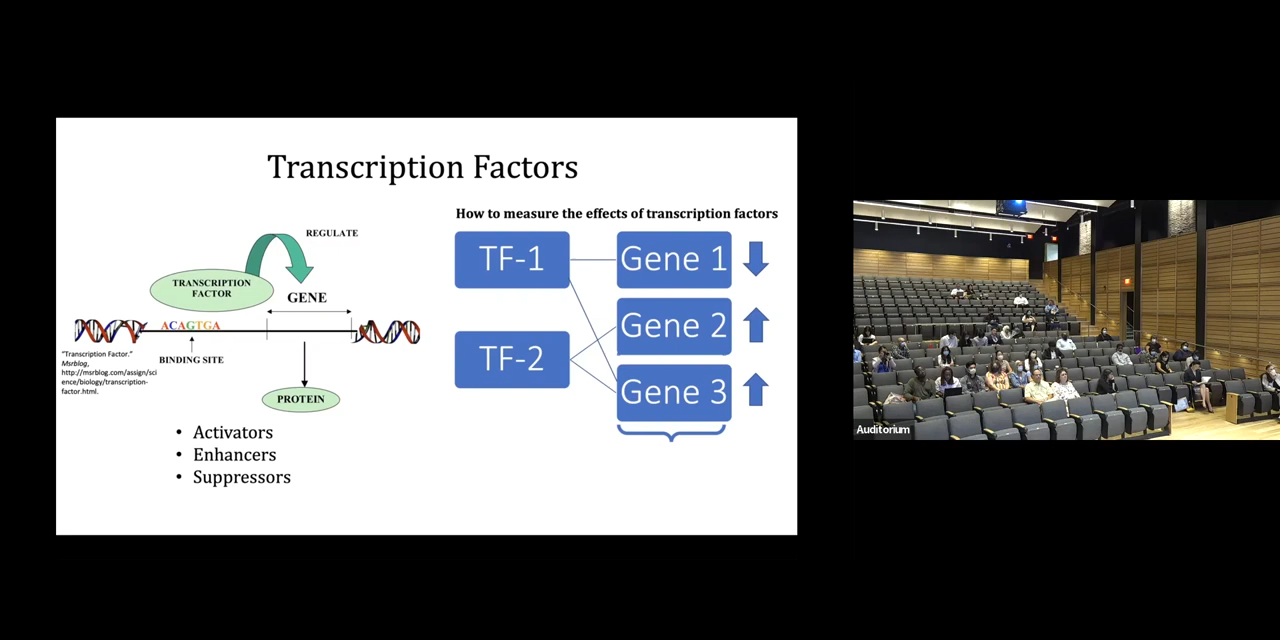 Transcription Factors
REGULATE
TRANSCRIPTION
FACTOR
GENE
ACAGTGA
BINDING SITE
PROTEIN
"Transcription Factor."
Msrblog,
http://msrblog.com/assign/sci
ence/biology/transcription-
factor.html.
• Activators
• Enhancers
• Suppressors
How to measure the effects of transcription factors
TF-1
Gene 1
Gene 2
TF-2
Gene 3
Auditorium